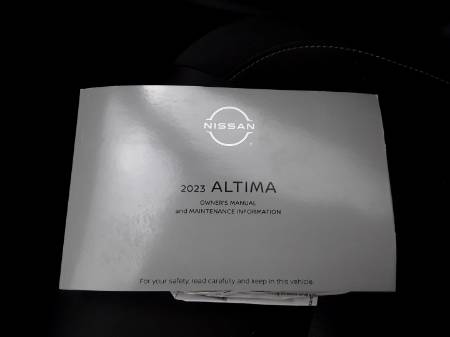 NISSAN
2023 ALTIMA
OWNER'S MANUAL
and MAINTENANCE INFORMATION
For your safety, read carefully and keep in this vehicle.